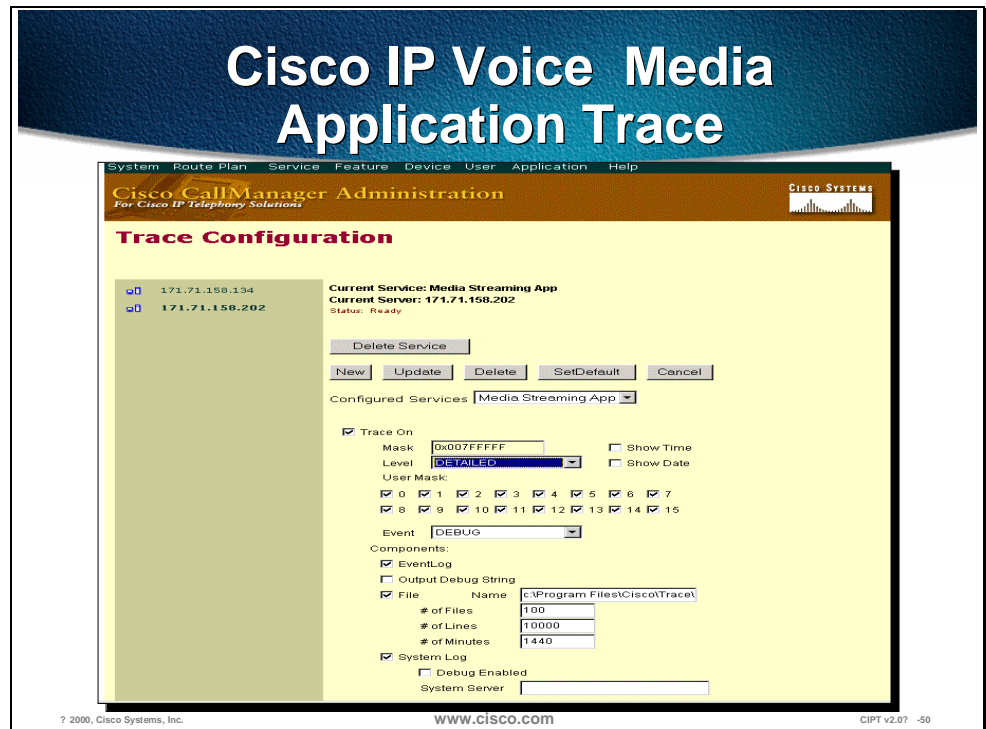 Cisco IP Voice Media
Application Trace
System Route Plan Service Feature Device User Application Help
Cisco CallManager Administration
For Cisco IP Telephony Solutions
CISCO SYSTEMS
Trace Configuration
171.71.158.134
171.71.158.202
Current Service: Media Streaming App
Current Server: 171.71.158.202
Status: Ready
Delete Service
New Update Delete SetDefault Cancel
Configured Services Media Streaming App
Trace On
Mask 0x007FFFFF Show Time
Level DETAILED Show Date
User Mask:
0 1 2 3 4 5 6 7
8 9 10 11 12 13 14 15
Event DEBUG
Components:
EventLog
Output Debug String
File Name c:\Program Files\Cisco\Trace\
# of Files 100
# of Lines 10000
# of Minutes 1440
System Log
Debug Enabled
System Server
? 2000, Cisco Systems, Inc. www.cisco.com CIPT v2.0? -50